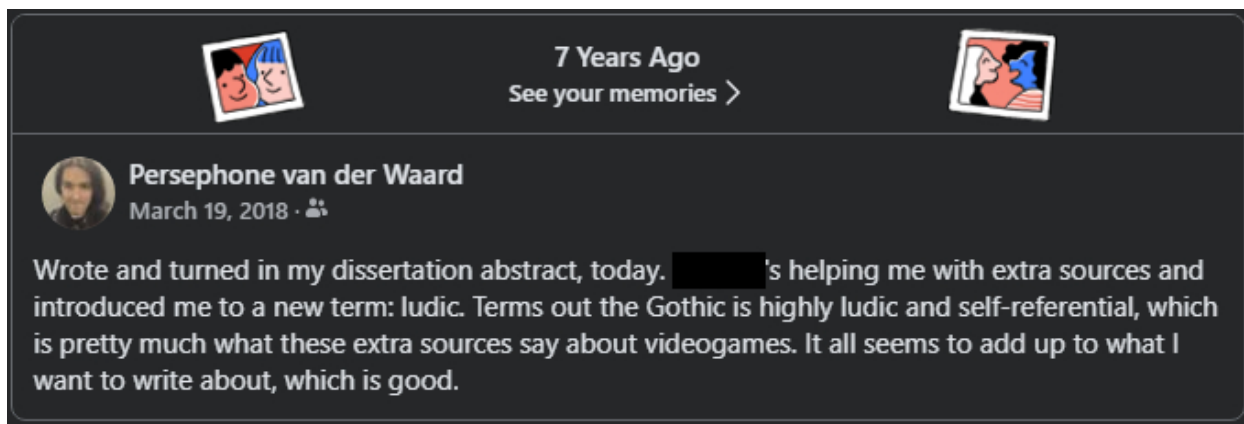 7 Years Ago
See your memories >
Persephone van der Waard
March 19, 2018 ·
Wrote and turned in my dissertation abstract, today. 's helping me with extra sources and
introduced me to a new term: ludic. Terms out the Gothic is highly ludic and self-referential, which
is pretty much what these extra sources say about videogames. It all seems to add up to what I
want to write about, which is good.